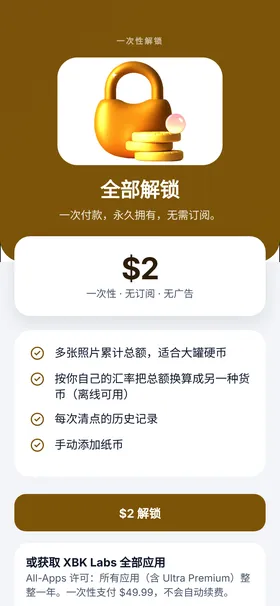 一次性解锁
全部解锁
一次付款，永久拥有，无需订阅。
$2
一次性 · 无订阅 · 无广告
多张照片累计总额，适合大罐硬币
按你自己的汇率把总额换算成另一种货
币（离线可用）
每次清点的历史记录
手动添加纸币
$2 解锁
或获取 XBK Labs 全部应用
All-Apps 许可：所有应用（含 Ultra Premium）整
整一年。一次性支付 $49.99，不会自动续费。